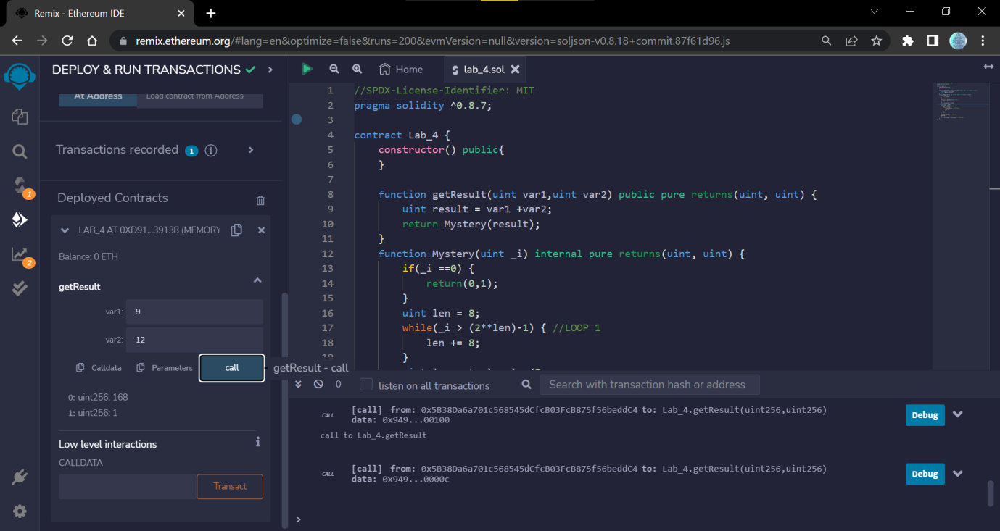 Remix - Ethereum IDE
remix.ethereum.org/#lang=en&optimize=false&runs=200&evmVersion=null&version=soljson-v0.8.18+commit.87f61d96.js
DEPLOY & RUN TRANSACTIONS
At Address
Load contract from Address
Transactions recorded 1 i
Deployed Contracts
LAB_4 AT 0XD91...39138 (MEMORY
Balance: 0 ETH
getResult
var1: 9
var2: 12
Calldata Parameters call
getResult - call
0: uint256: 168
1: uint256: 1
Low level interactions i
CALLDATA
Transact
1
2
Home
lab_4.sol
1 //SPDX-License-Identifier: MIT
2 pragma solidity ^0.8.7;
3
4 contract Lab_4 {
5 constructor() public{
6 }
7
8 function getResult(uint var1,uint var2) public pure returns(uint, uint) {
9 uint result = var1 +var2;
10 return Mystery(result);
11 }
12 function Mystery(uint _i) internal pure returns(uint, uint) {
13 if(_i ==0) {
14 return(0,1);
15 }
16 uint len = 8;
17 while(_i > (2**len)-1) { //LOOP 1
18 len += 8;
19 }
0 listen on all transactions
Search with transaction hash or address
CALL [call] from: 0x5B38Da6a701c568545dCfcB03FcB875f56beddC4 to: Lab_4.getResult(uint256,uint256)
data: 0x949...00100
Debug
call to Lab_4.getResult
CALL [call] from: 0x5B38Da6a701c568545dCfcB03FcB875f56beddC4 to: Lab_4.getResult(uint256,uint256)
data: 0x949...0000c
Debug
>